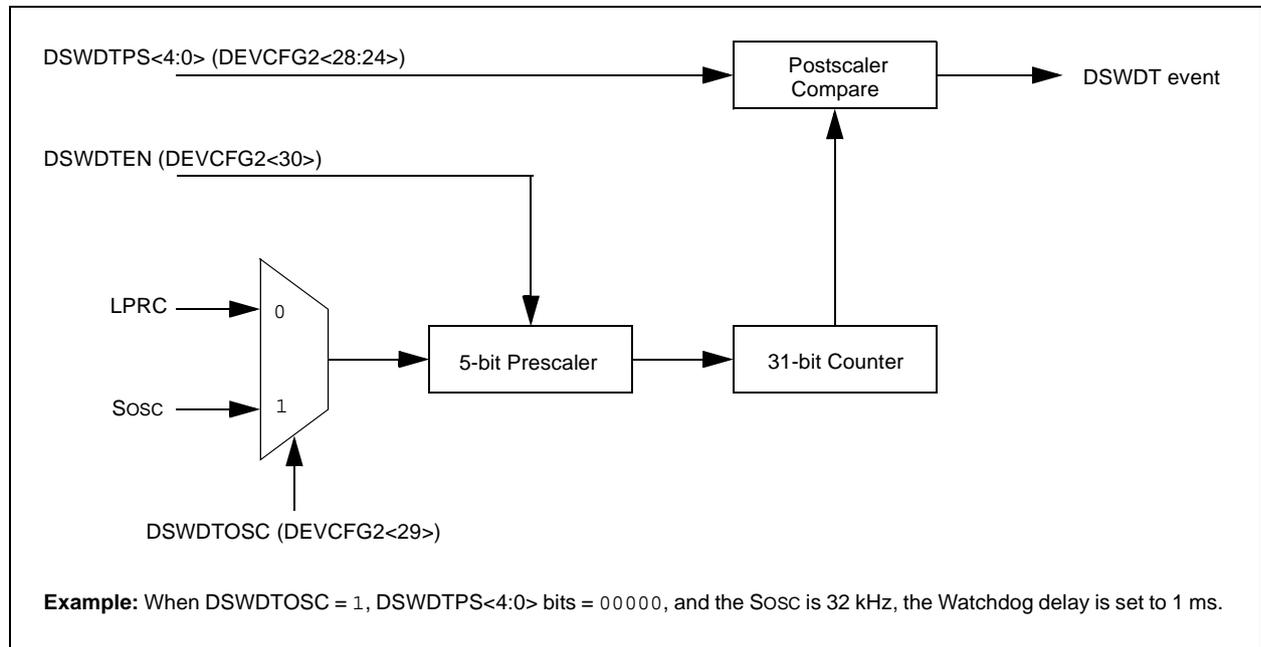 DSWDTPS<4:0> (DEVCFG2<28:24>)
Postscaler
Compare
DSWDT event
DSWDTEN (DEVCFG2<30>)
LPRC
0
5-bit Prescaler
31-bit Counter
SOSC
1
DSWDTOSC (DEVCFG2<29>)
Example: When DSWDTOSC = 1, DSWDTPS<4:0> bits = 00000, and the SOSC is 32 kHz, the Watchdog delay is set to 1 ms.